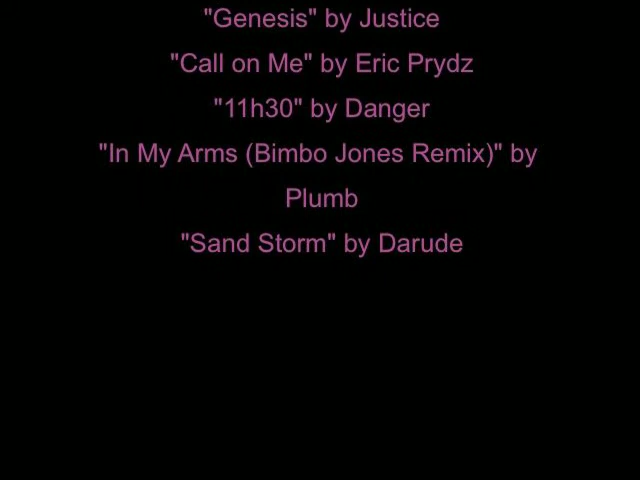 "Genesis" by Justice
"Call on Me" by Eric Prydz
"11h30" by Danger
"In My Arms (Bimbo Jones Remix)" by
Plumb
"Sand Storm" by Darude